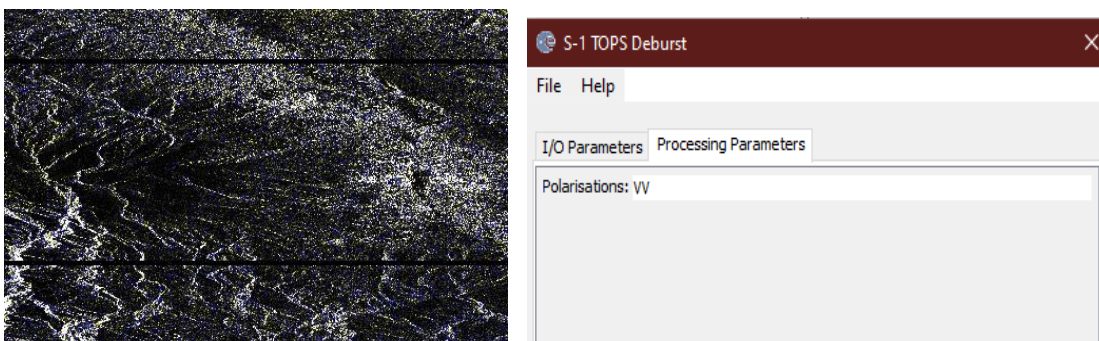 S-1 TOPS Deburst
File Help
I/O Parameters Processing Parameters
Polarisations: VV